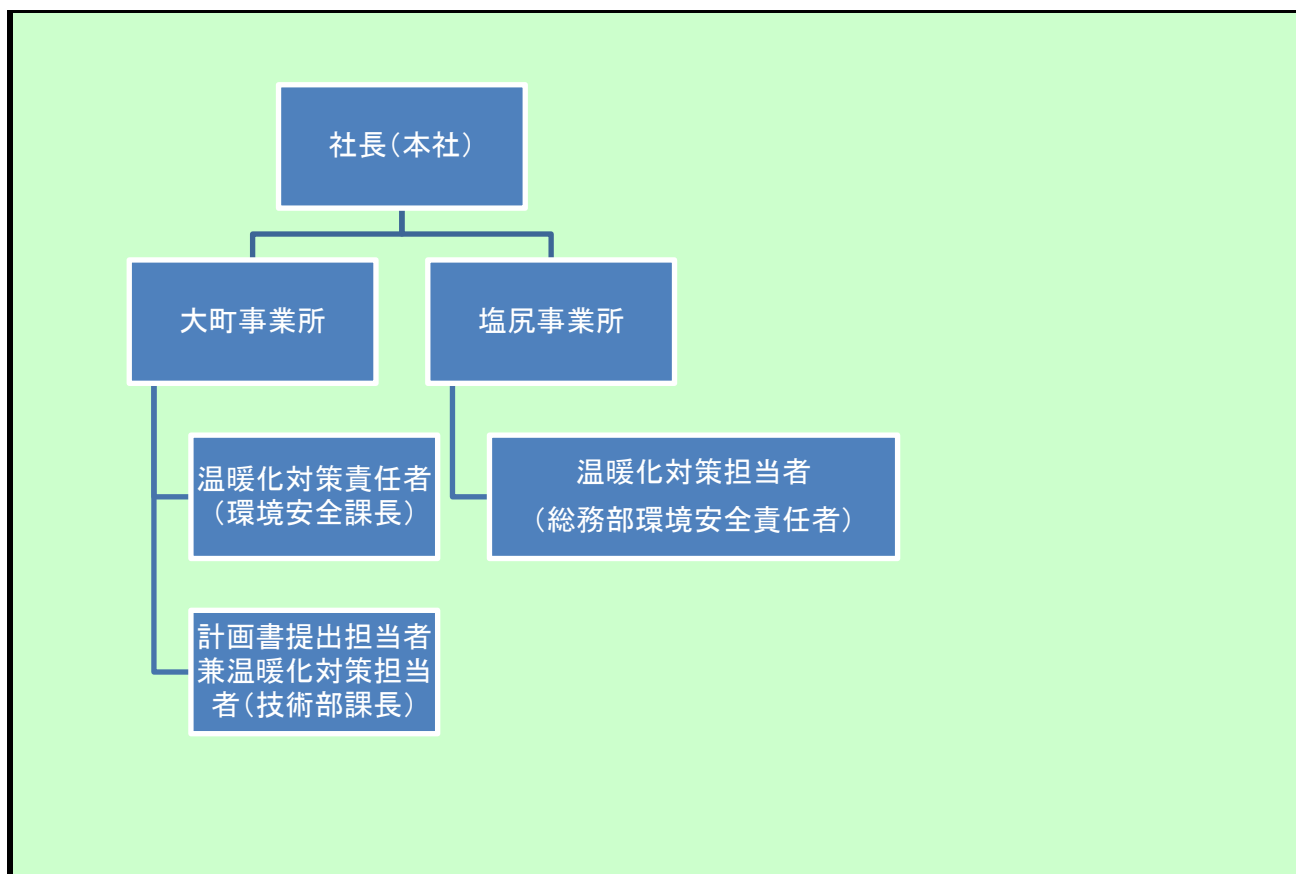 社長(本社)
大町事業所
塩尻事業所
温暖化対策責任者
(環境安全課長)
温暖化対策担当者
(総務部環境安全責任者)
計画書提出担当者
兼温暖化対策担当
者(技術部課長)